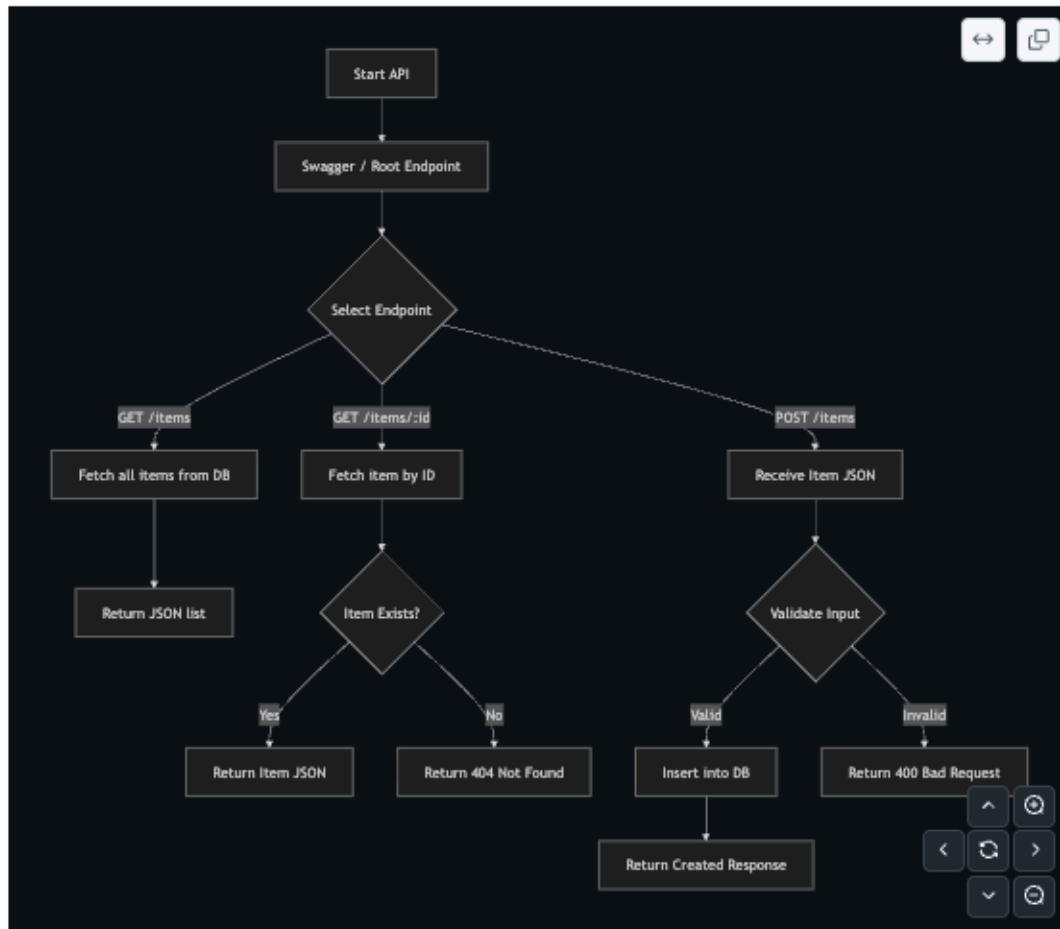 Start API
Swagger / Root Endpoint
Select Endpoint
GET /items
GET /items/:id
POST /items
Fetch all items from DB
Fetch item by ID
Receive Item JSON
Return JSON list
Item Exists?
Validate Input
Yes
No
Valid
Invalid
Return Item JSON
Return 404 Not Found
Insert into DB
Return 400 Bad Request
Return Created Response